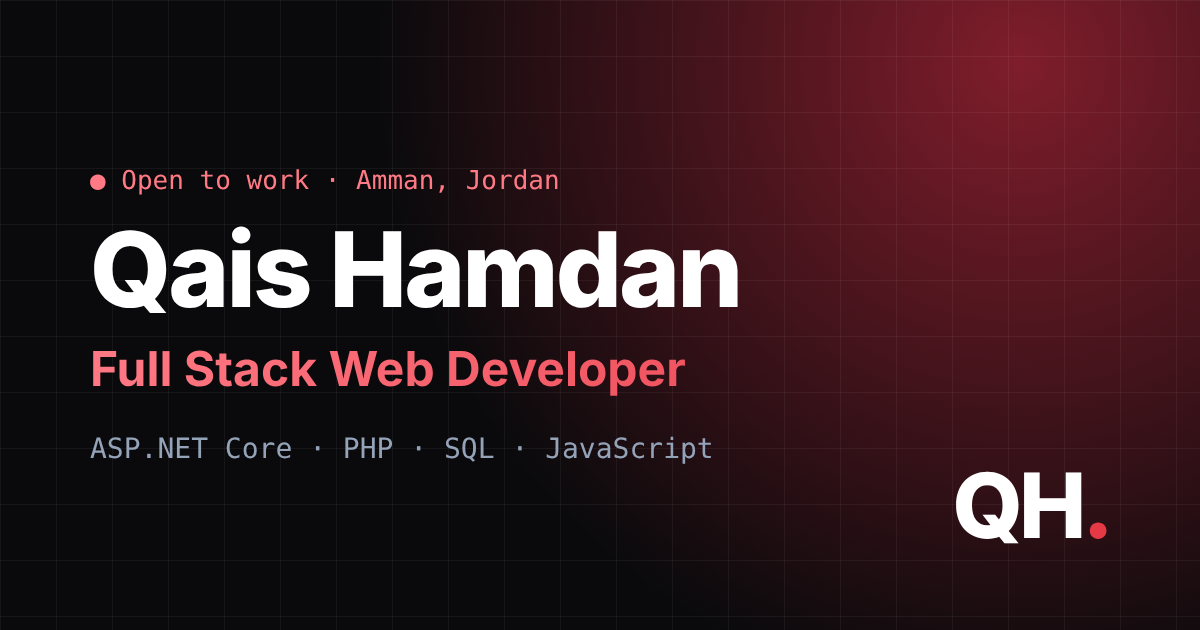 ● Open to work · Amman, Jordan
Qais Hamdan
Full Stack Web Developer
ASP.NET Core · PHP · SQL · JavaScript
QH.